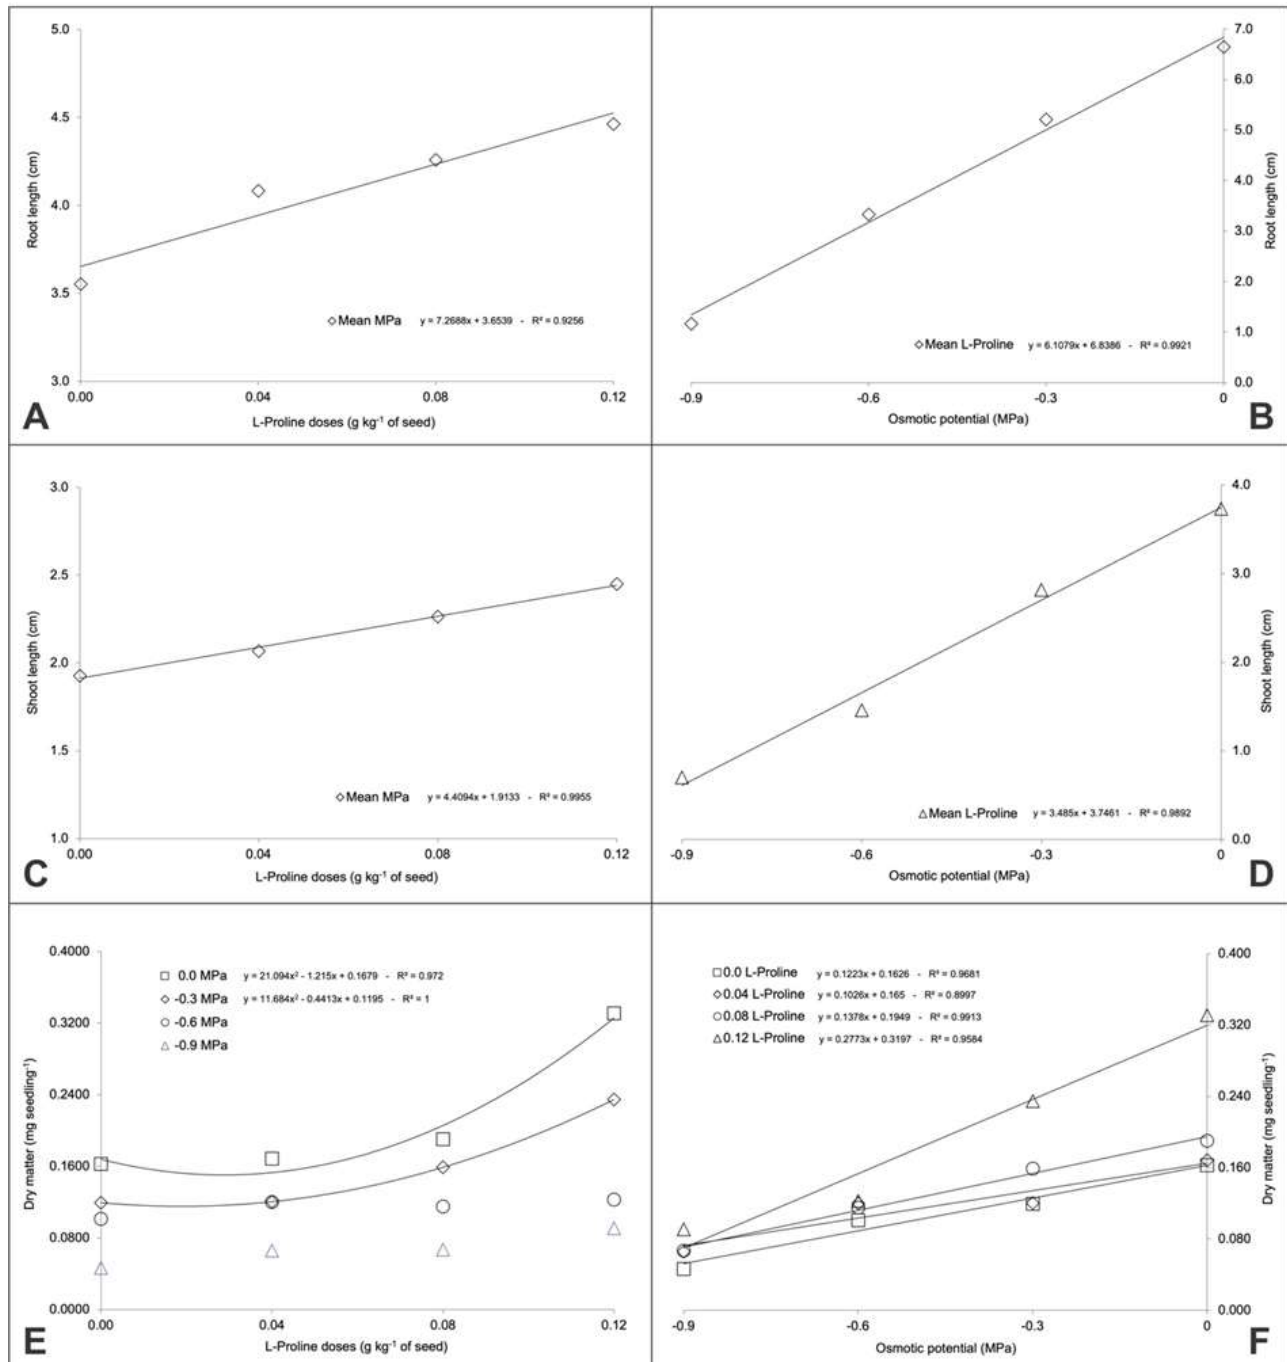 5.0
4.5
4.0
3.5
3.0
Root length (cm)
Mean MPa y = 7.2688x + 3.6539 - R² = 0.9256
0.00 0.04 0.08 0.12
L-Proline doses (g kg⁻¹ of seed)
A
7.0
6.0
5.0
4.0
3.0
2.0
1.0
0.0
Root length (cm)
Mean L-Proline y = 6.1079x + 6.8386 - R² = 0.9921
-0.9 -0.6 -0.3 0
Osmotic potential (MPa)
B
3.0
2.5
2.0
1.5
1.0
Shoot length (cm)
Mean MPa y = 4.4094x + 1.9133 - R² = 0.9955
0.00 0.04 0.08 0.12
L-Proline doses (g kg⁻¹ of seed)
C
4.0
3.0
2.0
1.0
0.0
Shoot length (cm)
Mean L-Proline y = 3.485x + 3.7461 - R² = 0.9892
-0.9 -0.6 -0.3 0
Osmotic potential (MPa)
D
0.4000
0.3200
0.2400
0.1600
0.0800
0.0000
Dry matter (mg seedling⁻¹)
0.0 MPa y = 21.094x² - 1.215x + 0.1679 - R² = 0.972
-0.3 MPa y = 11.684x² - 0.4413x + 0.1195 - R² = 1
-0.6 MPa
-0.9 MPa
0.00 0.04 0.08 0.12
L-Proline doses (g kg⁻¹ of seed)
E
0.400
0.320
0.240
0.160
0.080
0.000
Dry matter (mg seedling⁻¹)
0.0 L-Proline y = 0.1223x + 0.1626 - R² = 0.9681
0.04 L-Proline y = 0.1026x + 0.165 - R² = 0.8997
0.08 L-Proline y = 0.1378x + 0.1949 - R² = 0.9913
0.12 L-Proline y = 0.2773x + 0.3197 - R² = 0.9584
-0.9 -0.6 -0.3 0
Osmotic potential (MPa)
F